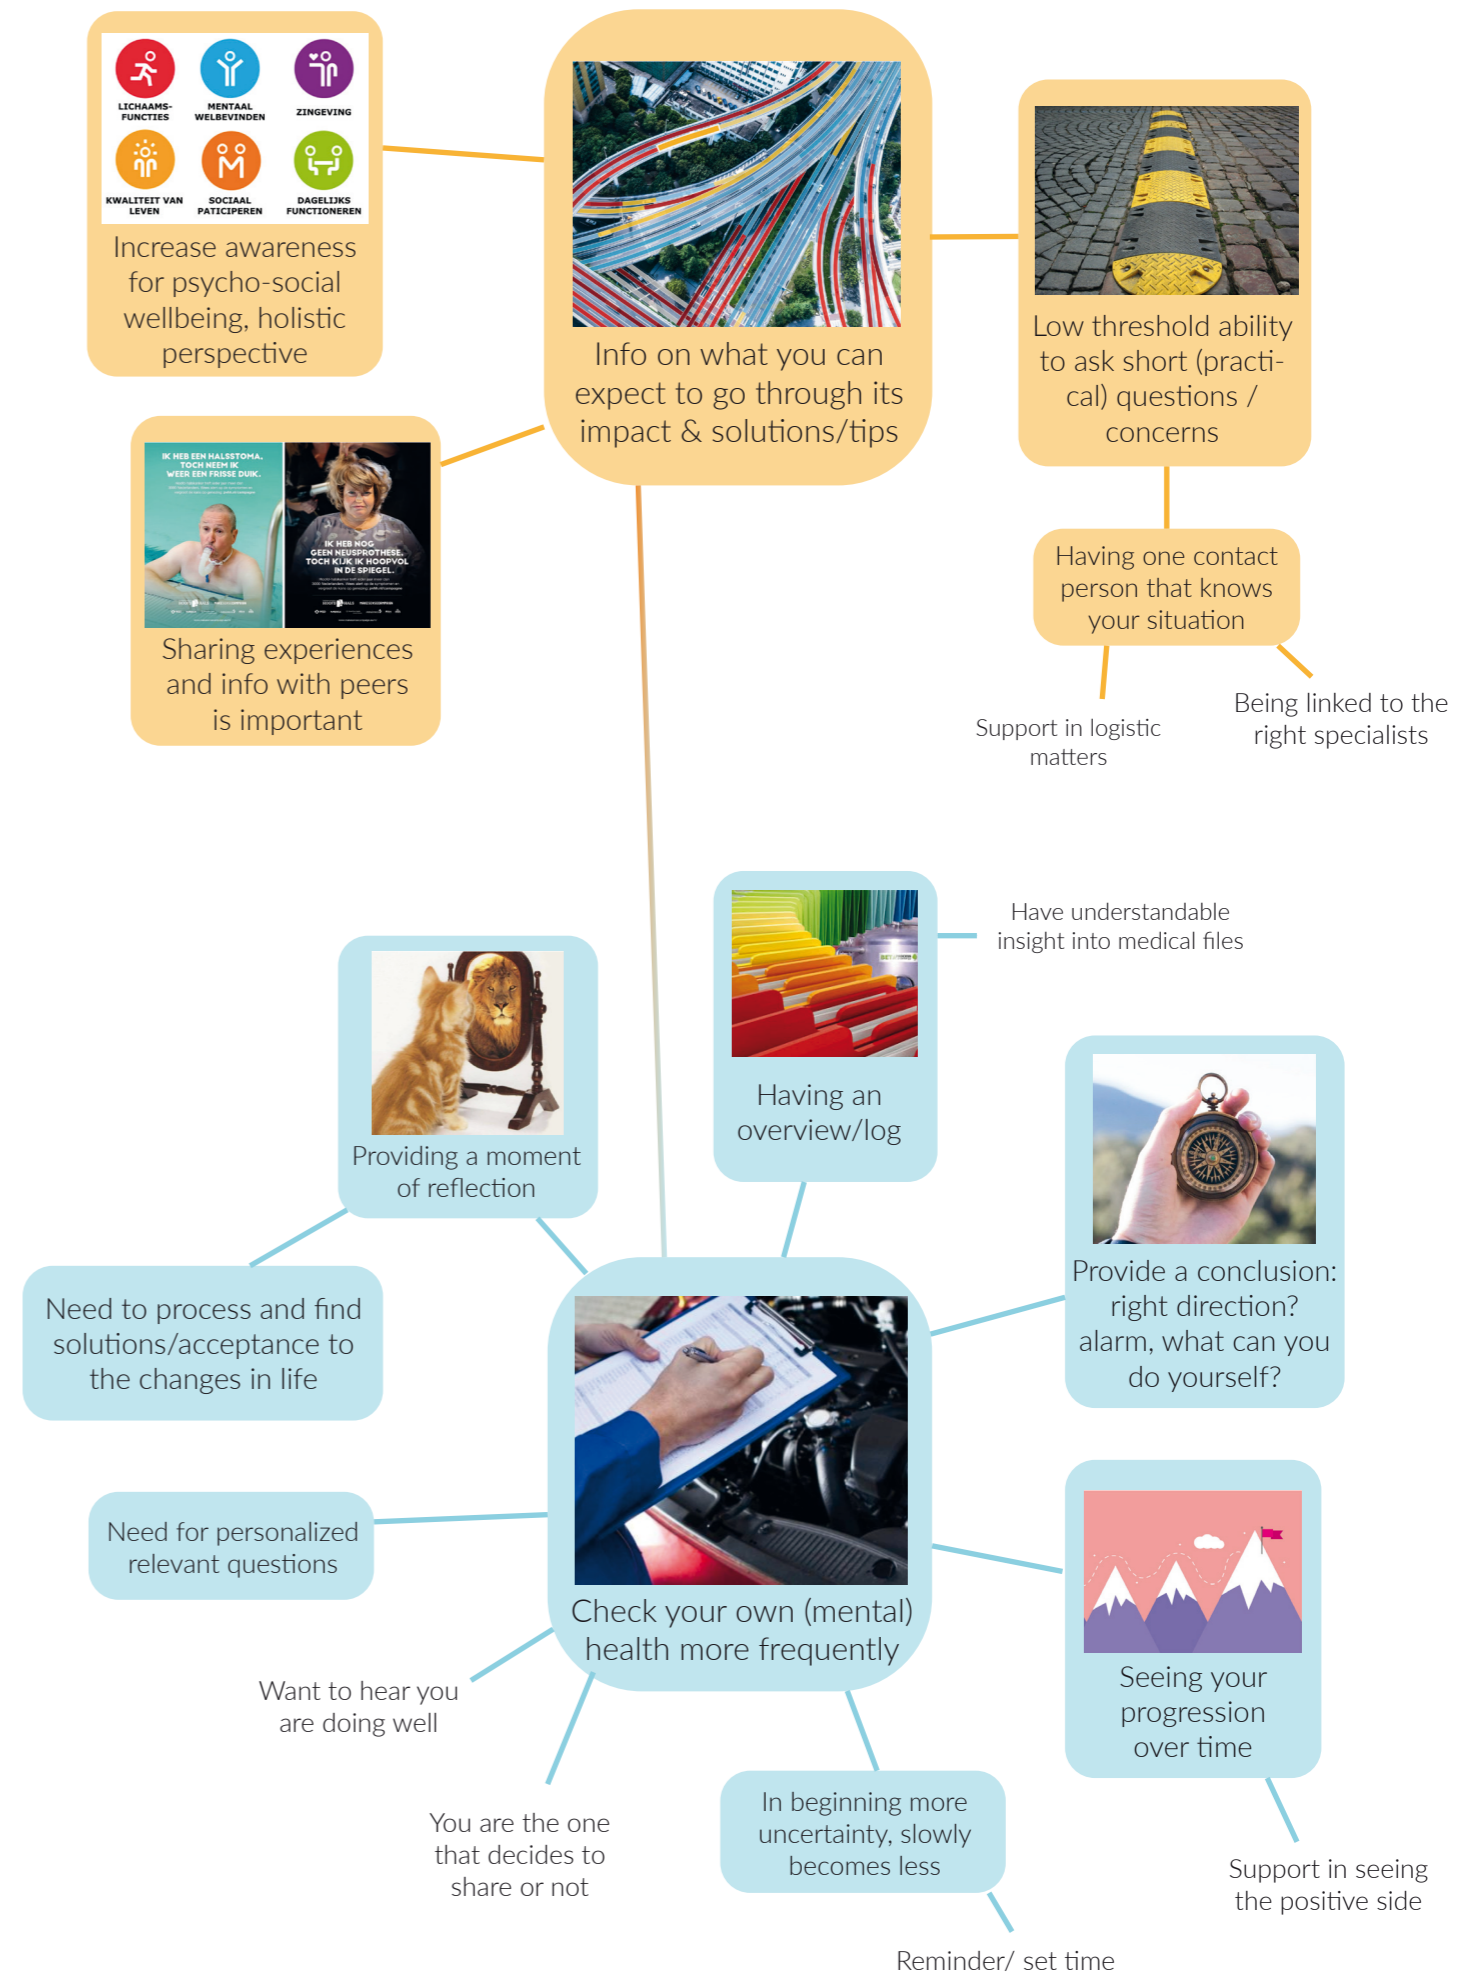 LICHAAMS-
FUNCTIES
MENTAAL
WELBEVINDEN
ZINGEVING
KWALITEIT VAN
LEVEN
SOCIAAL
PATICIPEREN
DAGELIJKS
FUNCTIONEREN
Increase awareness
for psycho-social
wellbeing, holistic
perspective
Info on what you can
expect to go through its
impact & solutions/tips
Low threshold ability
to ask short (practi-
cal) questions /
concerns
IK HEB EEN HALSSTOMA.
TOCH NEEM IK
WEER EEN FRISSE DUIK.
IK HEB NOG
GEEN NEUSPROTHESE.
TOCH KIJK IK HOOPVOL
IN DE SPIEGEL.
Sharing experiences
and info with peers
is important
Having one contact
person that knows
your situation
Support in logistic
matters
Being linked to the
right specialists
Have understandable
insight into medical files
Having an
overview/log
Providing a moment
of reflection
Provide a conclusion:
right direction?
alarm, what can you
do yourself?
Need to process and find
solutions/acceptance to
the changes in life
Need for personalized
relevant questions
Check your own (mental)
health more frequently
Seeing your
progression
over time
Want to hear you
are doing well
You are the one
that decides to
share or not
In beginning more
uncertainty, slowly
becomes less
Support in seeing
the positive side
Reminder/ set time